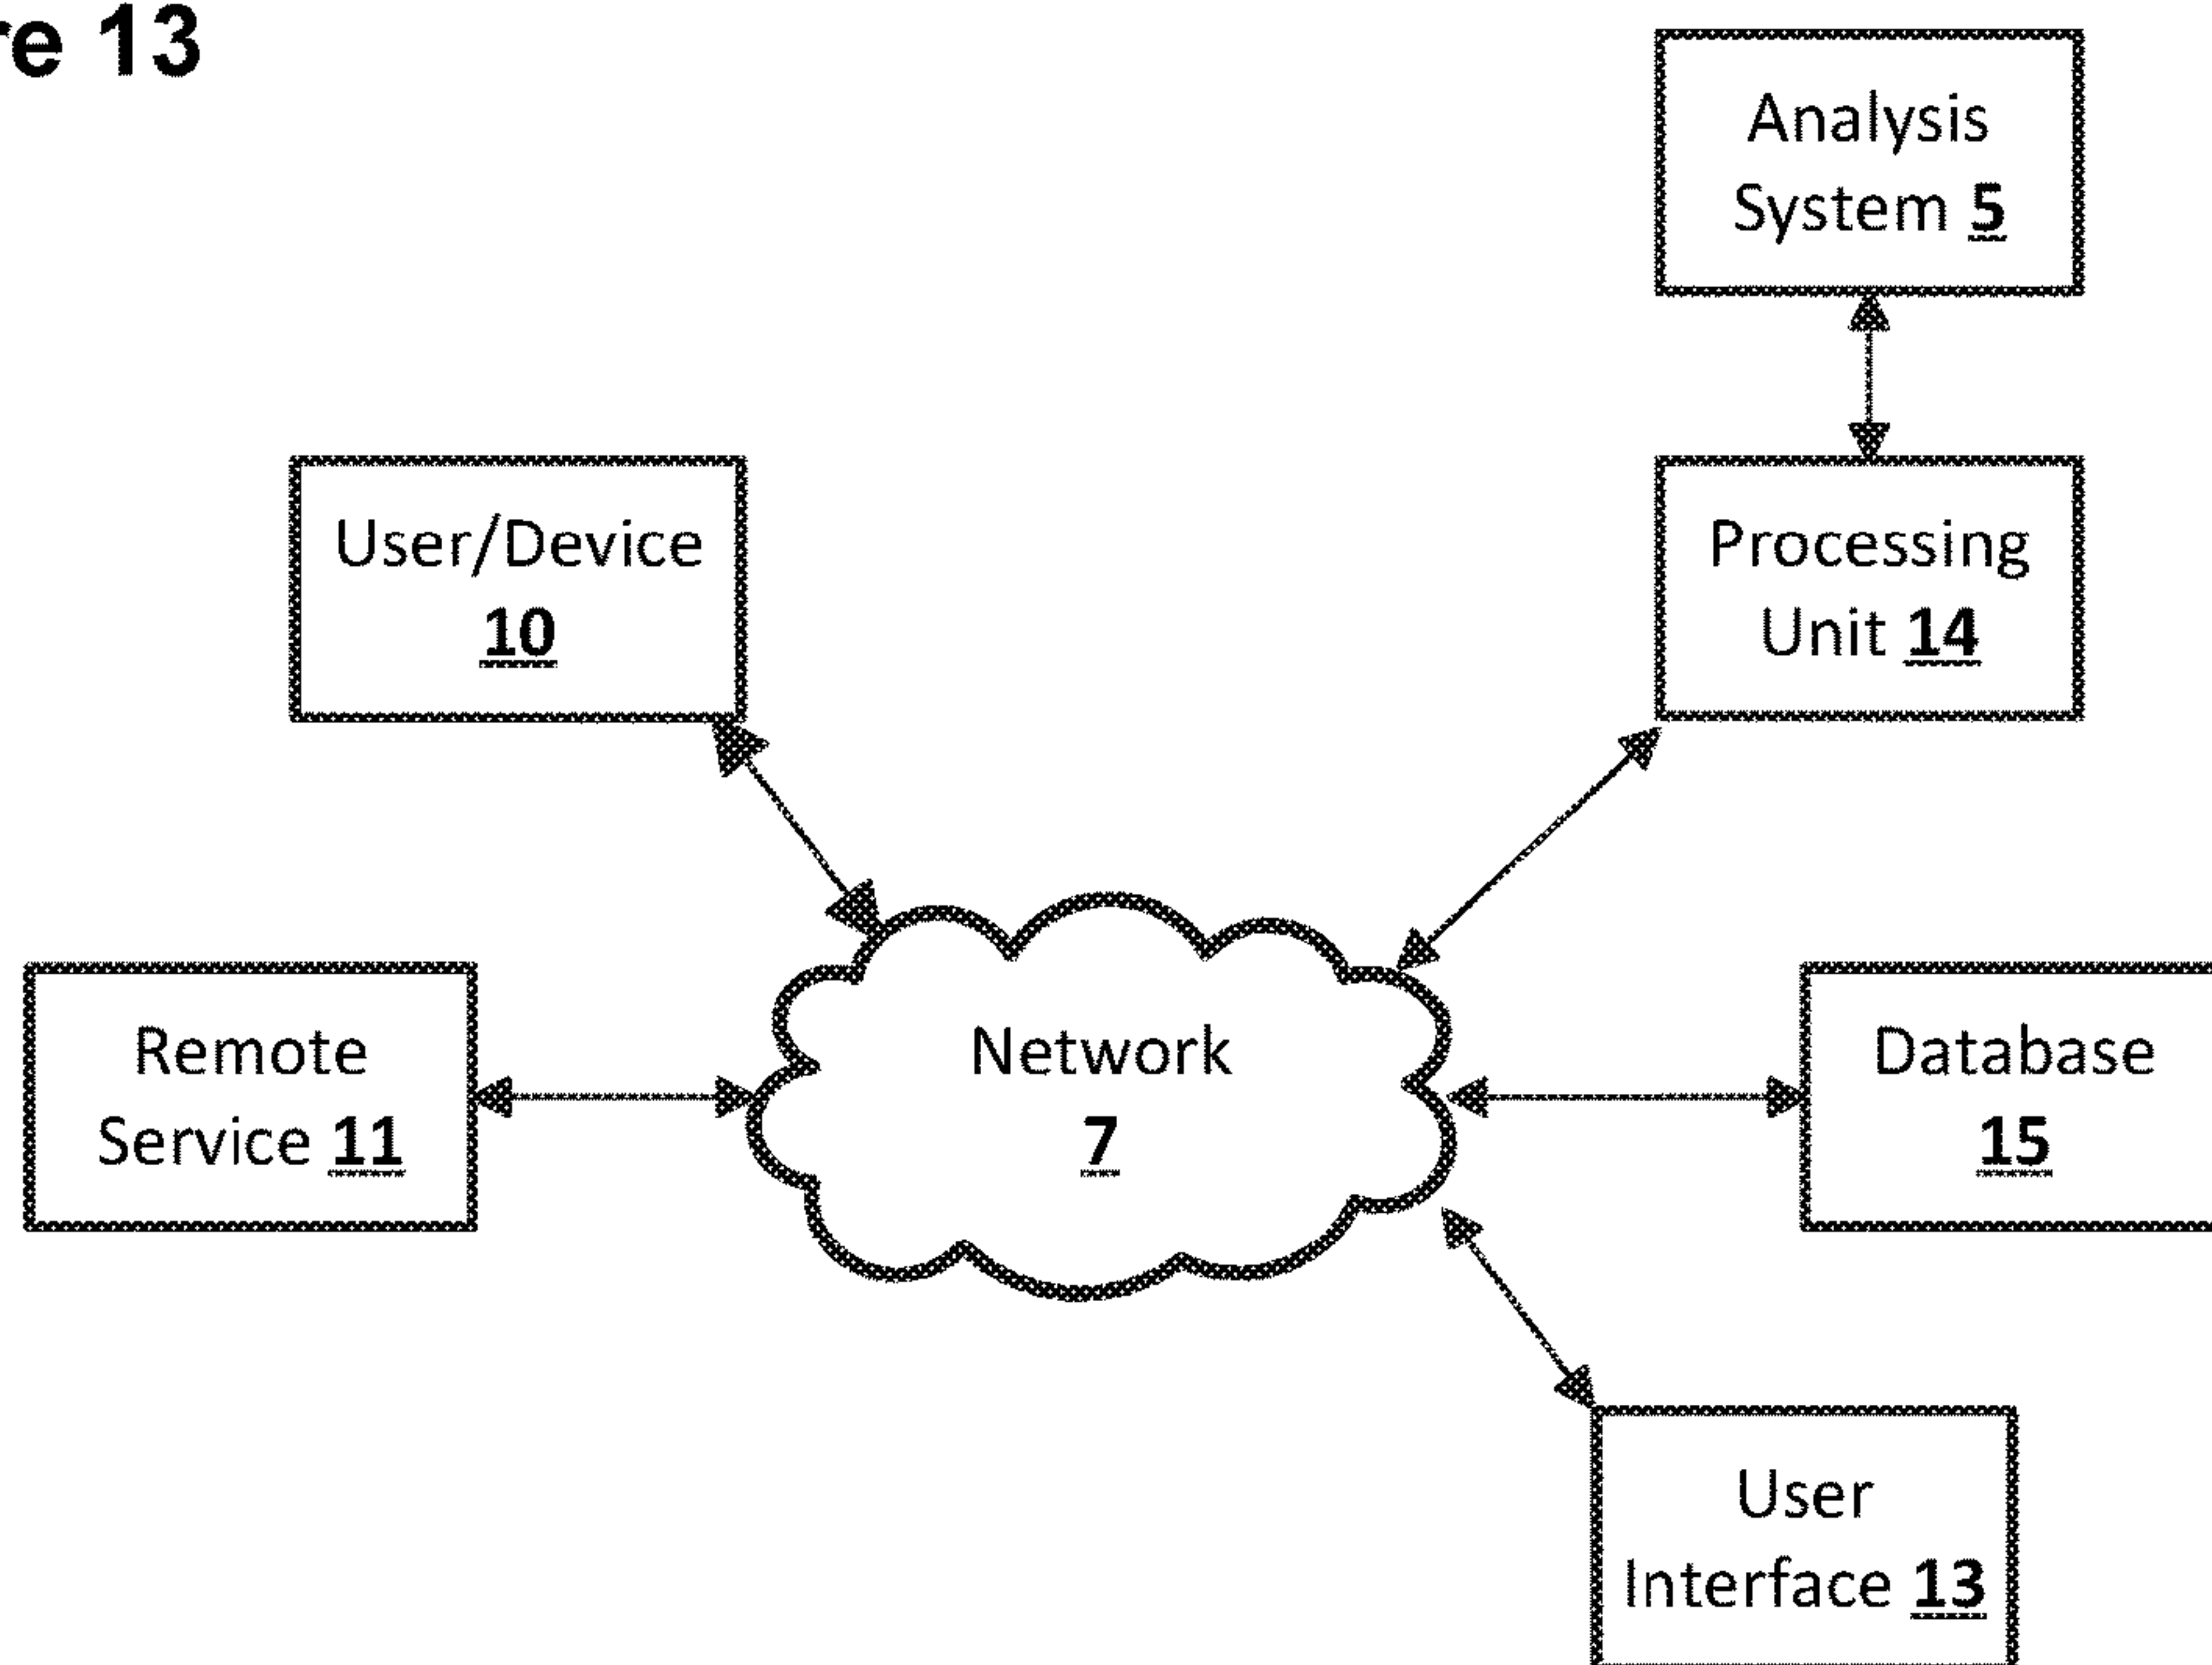 re 13
Analysis
System 5
User/Device
10
Processing
Unit 14
Remote
Service 11
Network
7
Database
15
User
Interface 13